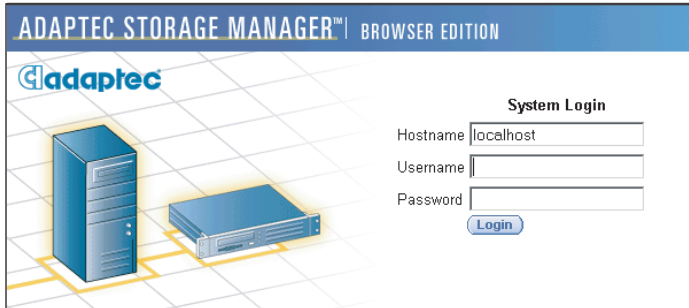 ADAPTEC STORAGE MANAGER™ BROWSER EDITION
adaptec
System Login
Hostname localhost
Username
Password
Login